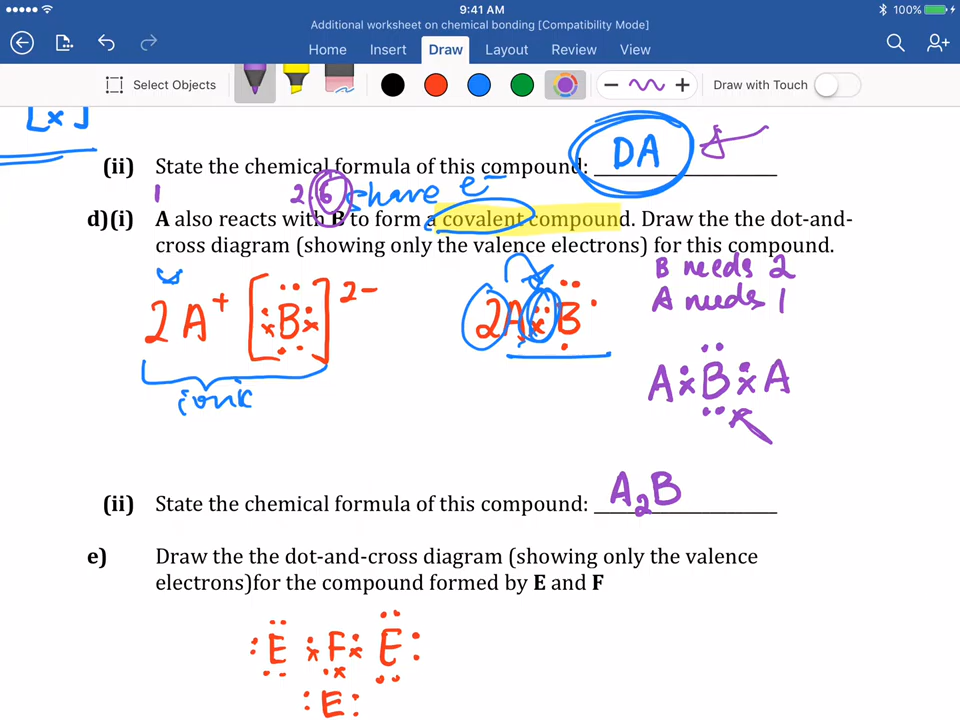 9:41 AM
100%
Additional worksheet on chemical bonding [Compatibility Mode]
Home Insert Draw Layout Review View
Select Objects
Draw with Touch
[x]
(ii) State the chemical formula of this compound: DA
1 2 6 share e-
d)(i) A also reacts with B to form a covalent compound. Draw the the dot-and-
cross diagram (showing only the valence electrons) for this compound.
B needs 2
A needs 1
2A+ [B]2-
2A B
ionic
A B A
(ii) State the chemical formula of this compound: A2B
e) Draw the the dot-and-cross diagram (showing only the valence
electrons)for the compound formed by E and F
E F E
E